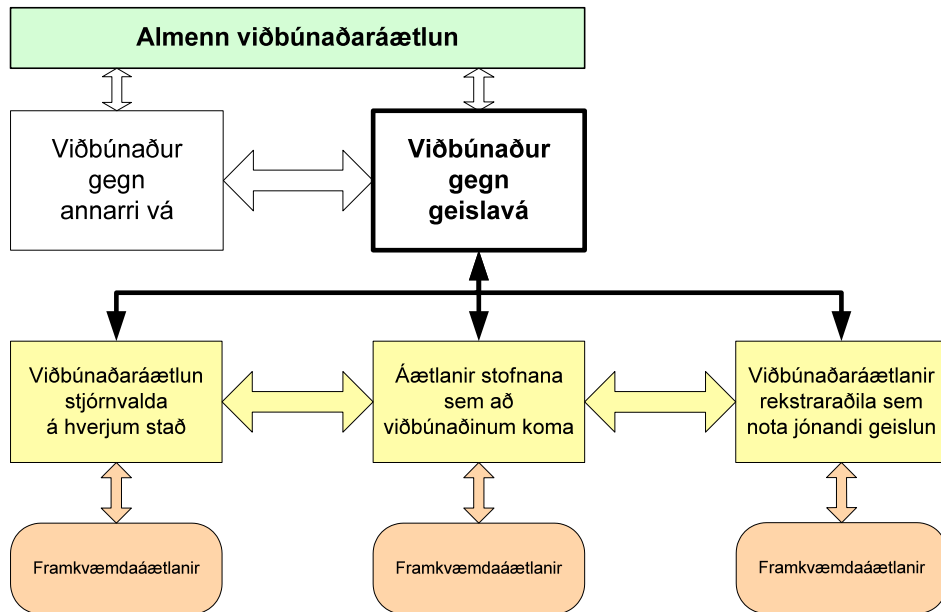 Almenn viðbúnaðaráætlun
Viðbúnaður
gegn
annarri vá
Viðbúnaður
gegn
geislavá
Viðbúnaðaráætlun
stjórnvalda
á hverjum stað
Áætlanir stofnana
sem að
viðbúnaðinum koma
Viðbúnaðaráætlanir
rekstraraðila sem
nota jónandi geislun
Framkvæmdaáætlanir
Framkvæmdaáætlanir
Framkvæmdaáætlanir